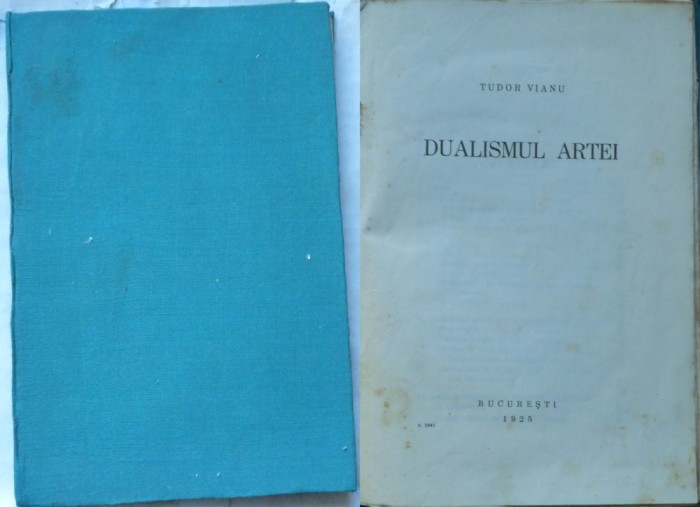 TUDOR VIANU
DUALISMUL ARTEI
BUCUREȘTI
1925